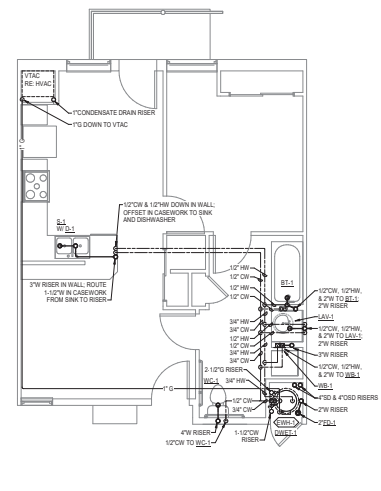 VTAC
RE: HVAC
1"CONDENSATE DRAIN RISER
1"G DOWN TO VTAC
S-1
W/ D-1
1/2"CW & 1/2"HW DOWN IN WALL;
OFFSET IN CASEWORK TO SINK
AND DISHWASHER
3"W RISER IN WALL; ROUTE
1-1/2"W IN CASEWORK
FROM SINK TO RISER
1/2" HW
1/2" CW
1/2" HW
1/2" CW
BT-1
1/2"CW, 1/2"HW,
& 2"W TO BT-1;
2"W RISER
LAV-1
3/4" HW
3/4" CW
1/2" HW
1/2" CW
3/4" HW
3/4" CW
1/2"CW, 1/2"HW,
& 2"W TO LAV-1;
2"W RISER
3"W RISER
1/2"CW, 1/2"HW,
& 2"W TO WB-1
WB-1
2-1/2"G RISER
1" G
WC-1
3/4" HW
1/2" CW
3/4" CW
4"SD & 4"OSD RISERS
2"W RISER
2"FD-1
EWH-1
DWET-1
4"W RISER
1/2"CW TO WC-1
1-1/2"CW
RISER